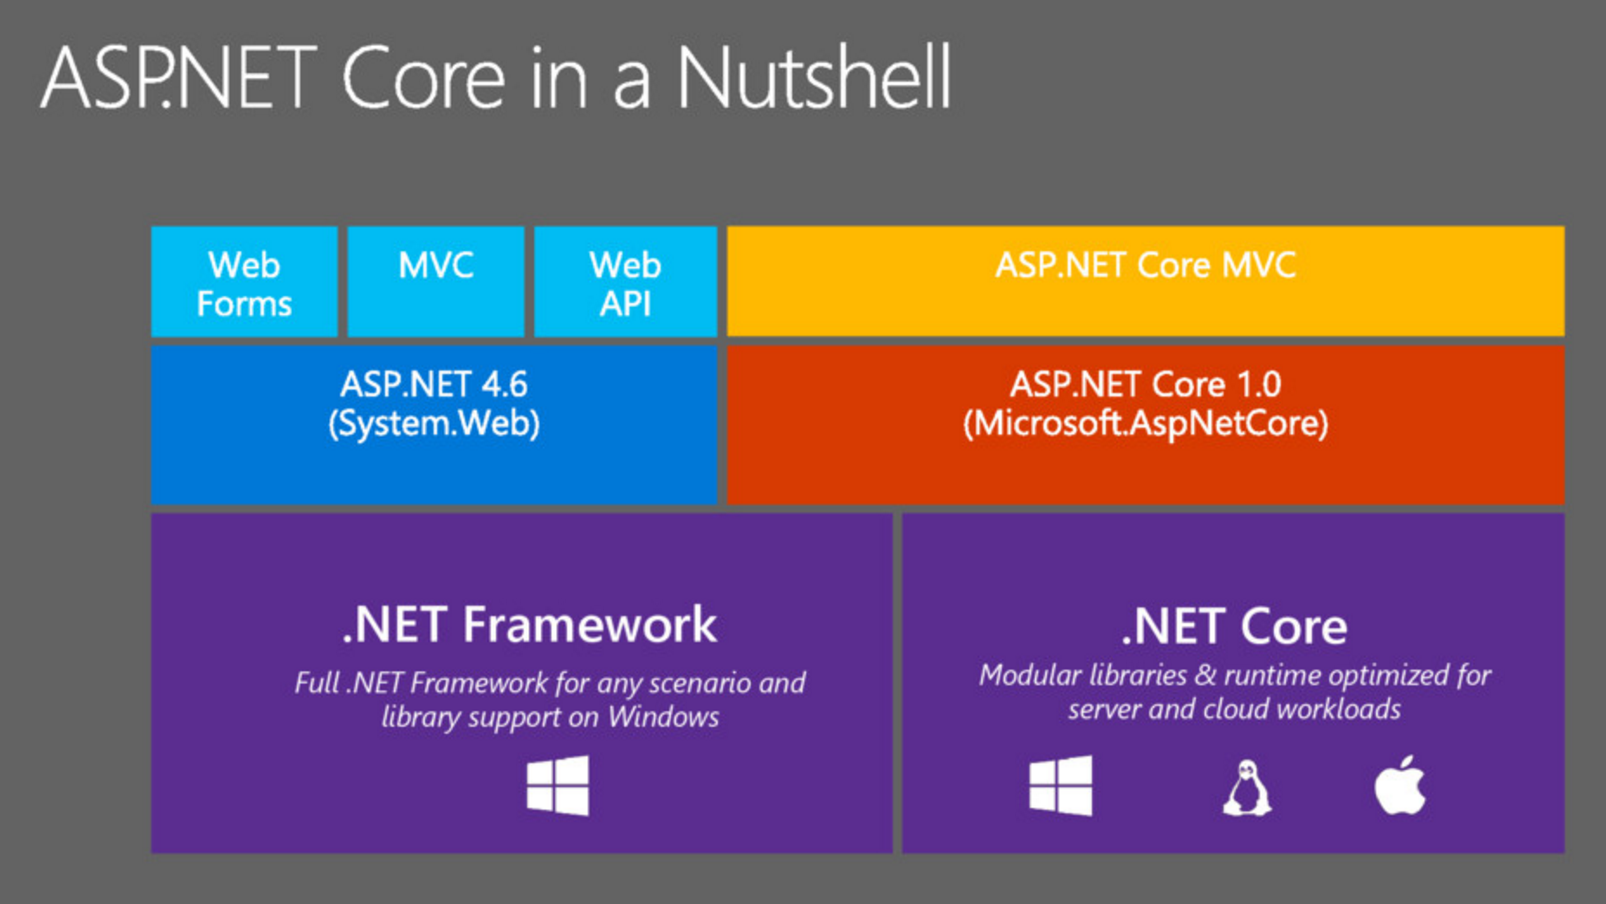 ASP.NET Core in a Nutshell
Web
Forms
MVC
Web
API
ASP.NET Core MVC
ASP.NET 4.6
(System.Web)
ASP.NET Core 1.0
(Microsoft.AspNetCore)
.NET Framework
Full .NET Framework for any scenario and
library support on Windows
.NET Core
Modular libraries & runtime optimized for
server and cloud workloads